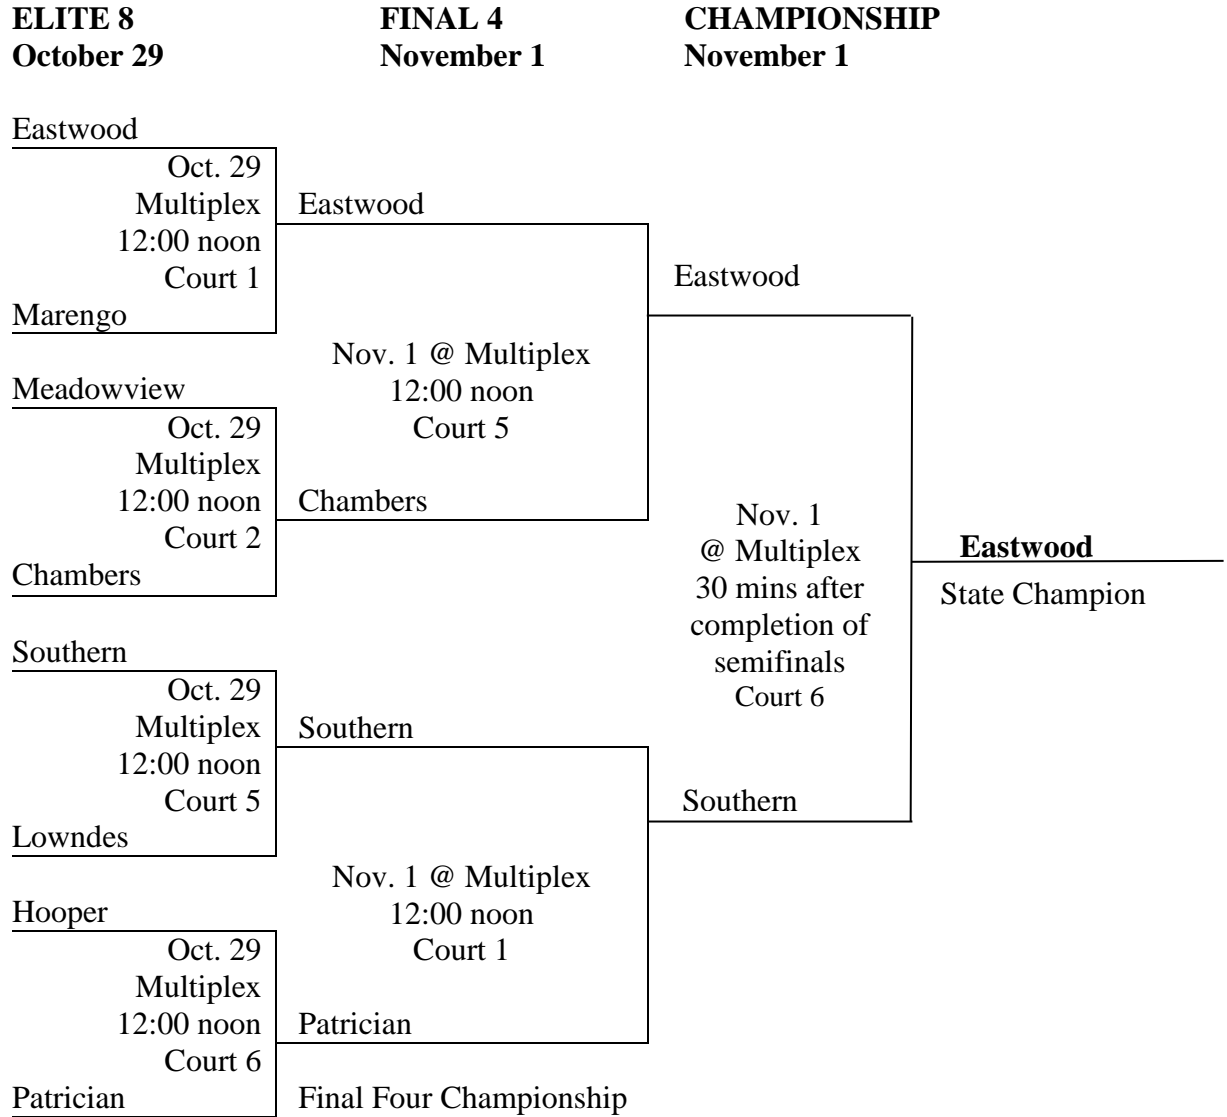 ELITE 8
October 29
FINAL 4
November 1
CHAMPIONSHIP
November 1
Eastwood
Oct. 29
Multiplex
12:00 noon
Court 1
Marengo
Meadowview
Oct. 29
Multiplex
12:00 noon
Court 2
Chambers
Southern
Oct. 29
Multiplex
12:00 noon
Court 5
Lowndes
Hooper
Oct. 29
Multiplex
12:00 noon
Court 6
Patrician
Eastwood
Nov. 1 @ Multiplex
12:00 noon
Court 5
Chambers
Southern
Nov. 1 @ Multiplex
12:00 noon
Court 1
Patrician
Final Four Championship
Eastwood
Nov. 1
@ Multiplex
30 mins after
completion of
semifinals
Court 6
Southern
Eastwood
State Champion